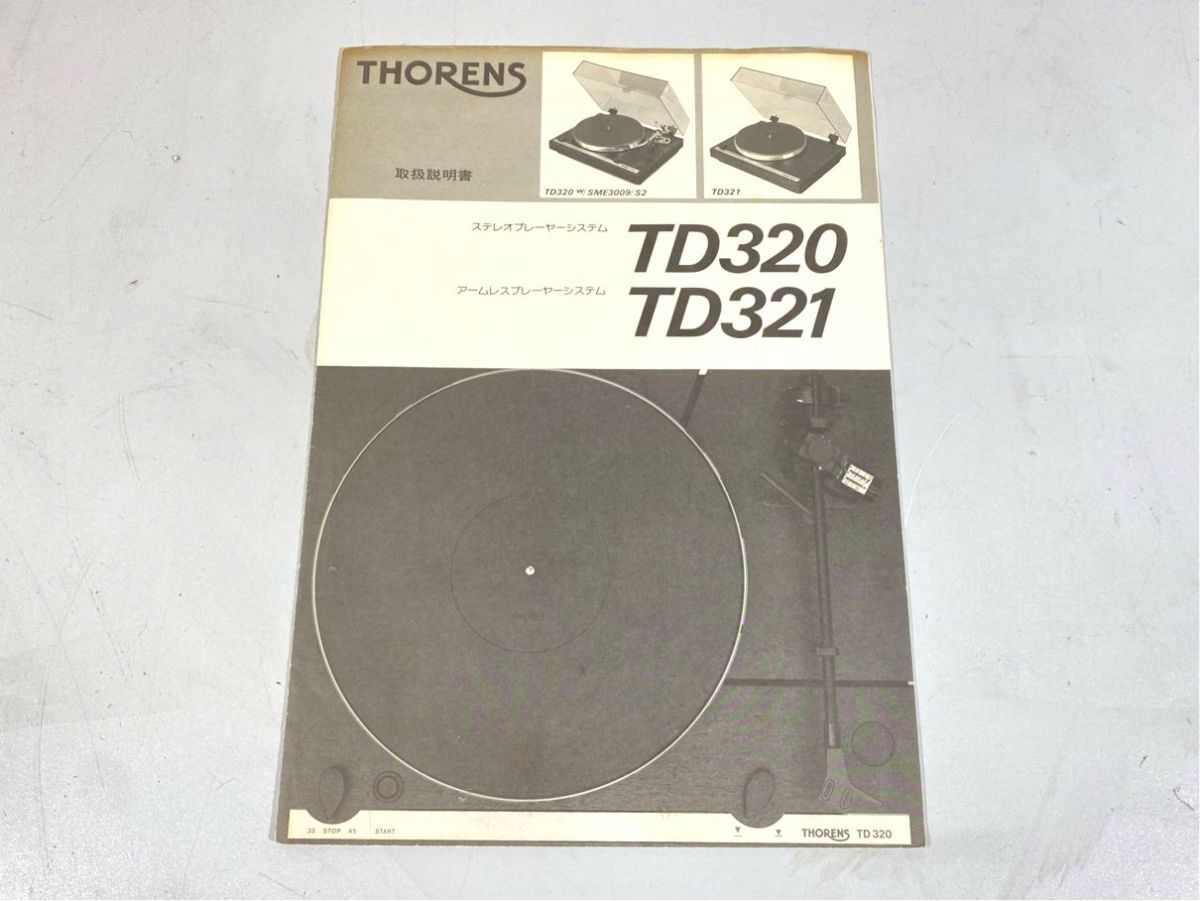 THORENS
取扱説明書
TD320 W/SME3009/S2
TD321
ステレオプレーヤーシステム
TD320
アームレスプレーヤーシステム
TD321
33 STOP 45 START
THORENS TD 320